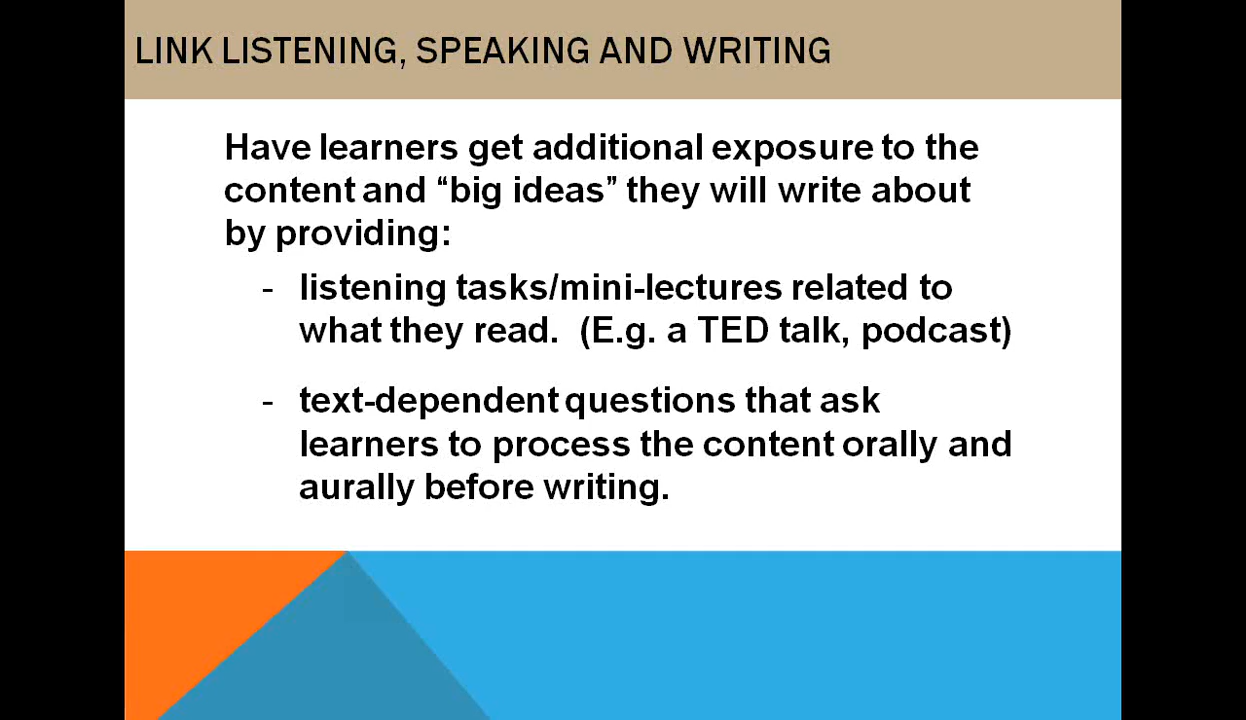 LINK LISTENING, SPEAKING AND WRITING
Have learners get additional exposure to the
content and “big ideas” they will write about
by providing:
- listening tasks/mini-lectures related to
what they read.  (E.g. a TED talk, podcast)
- text-dependent questions that ask
learners to process the content orally and
aurally before writing.